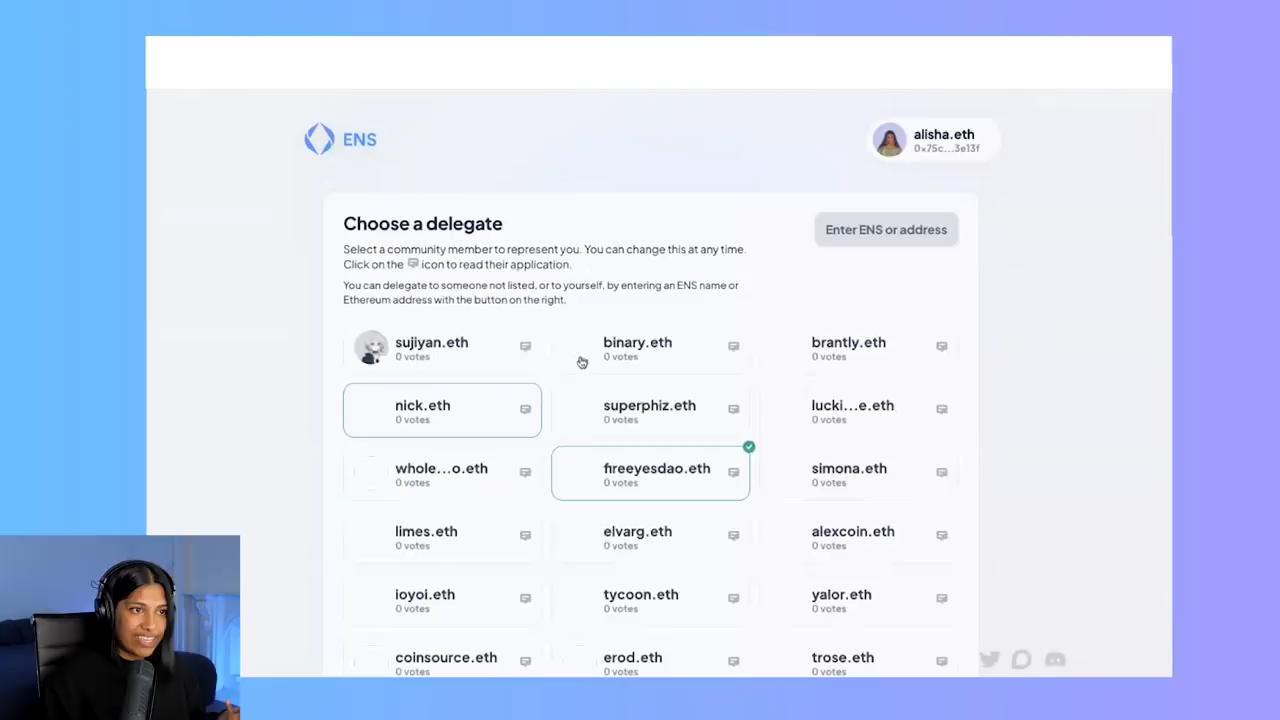 ENS
alisha.eth
0x75c...3e13f
Choose a delegate
Enter ENS or address
Select a community member to represent you. You can change this at any time.
Click on the icon to read their application.
You can delegate to someone not listed, or to yourself, by entering an ENS name or
Ethereum address with the button on the right.
sujiyan.eth
0 votes
binary.eth
0 votes
brantly.eth
0 votes
nick.eth
0 votes
superphiz.eth
0 votes
lucki...e.eth
0 votes
whole...o.eth
0 votes
fireeyesdao.eth
0 votes
simona.eth
0 votes
limes.eth
0 votes
elvarg.eth
0 votes
alexcoin.eth
0 votes
ioyoi.eth
0 votes
tycoon.eth
0 votes
yalor.eth
0 votes
coinsource.eth
0 votes
erod.eth
0 votes
trose.eth
0 votes